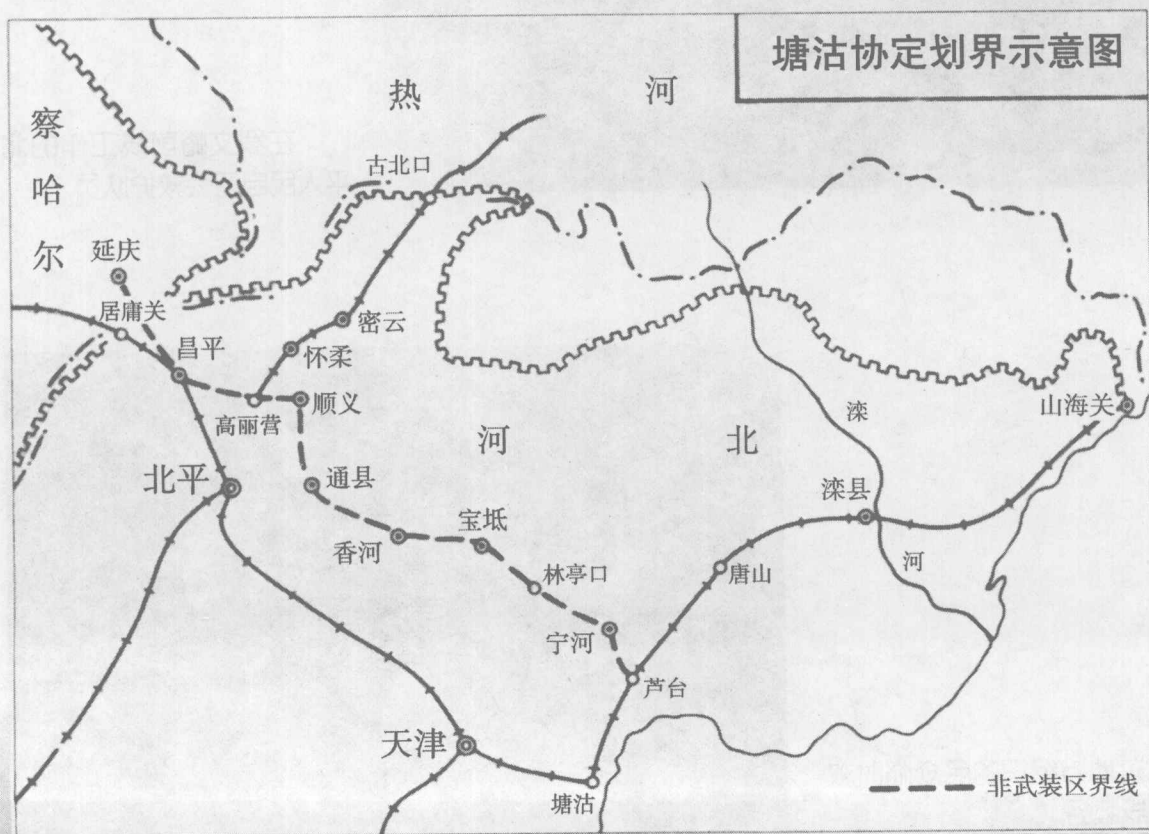 塘沽协定划界示意图
热河
察哈尔
古北口
延庆
居庸关
密云
昌平
怀柔
顺义
高丽营
山海关
河北
滦河
北平
通县
滦县
宝坻
香河
林亭口
唐山
宁河
芦台
天津
塘沽
非武装区界线